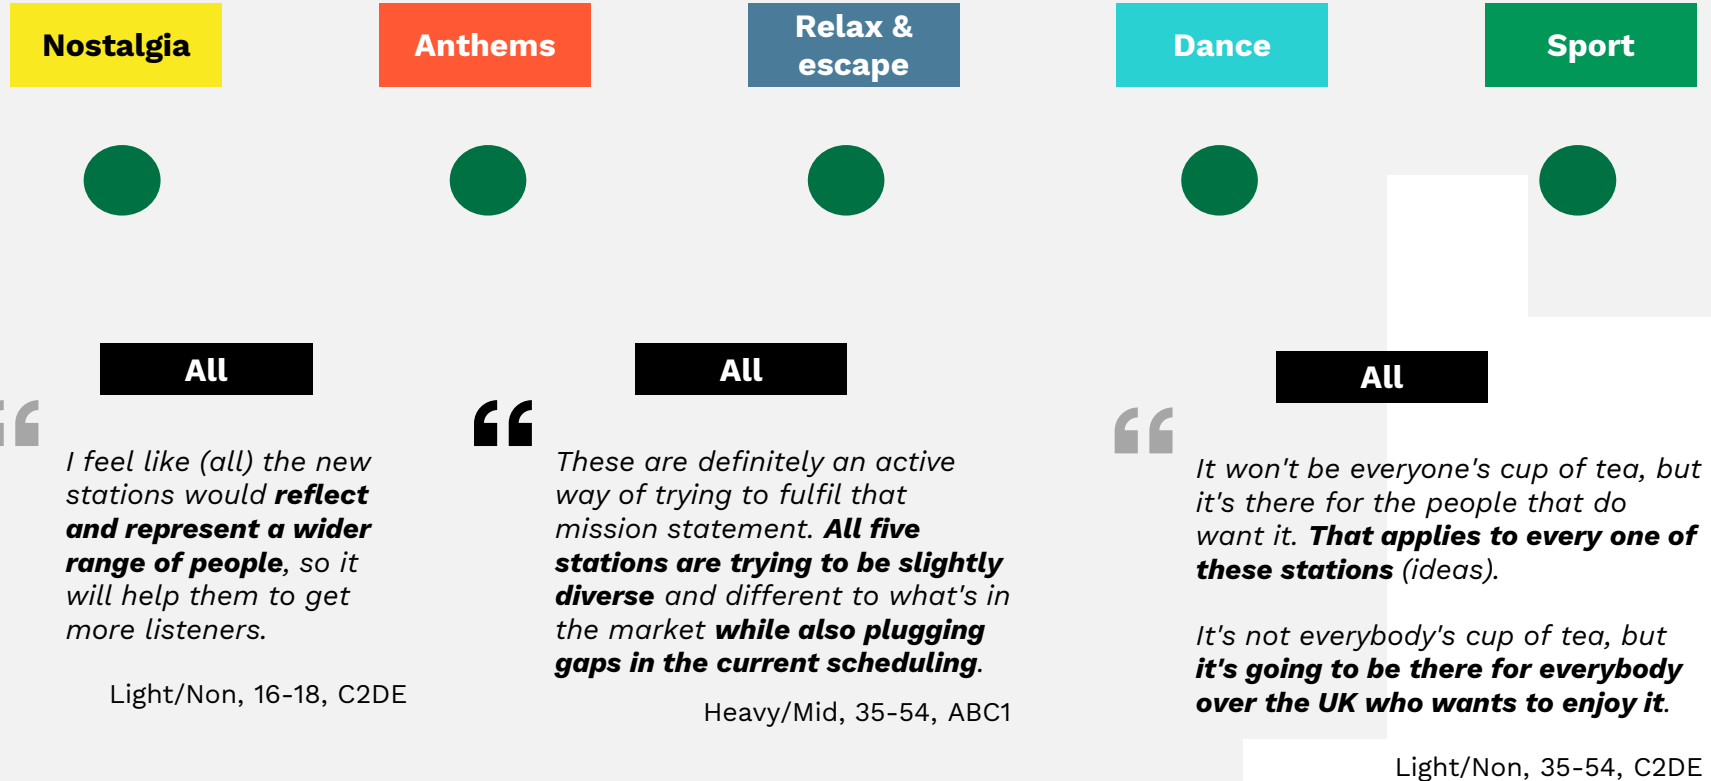 Nostalgia
Anthems
Relax &
escape
Dance
Sport
All
“
I feel like (all) the new
stations would reflect
and represent a wider
range of people, so it
will help them to get
more listeners.
Light/Non, 16-18, C2DE
All
“
These are definitely an active
way of trying to fulfil that
mission statement. All five
stations are trying to be slightly
diverse and different to what's in
the market while also plugging
gaps in the current scheduling.
Heavy/Mid, 35-54, ABC1
All
“
It won't be everyone's cup of tea, but
it's there for the people that do
want it. That applies to every one of
these stations (ideas).
It's not everybody's cup of tea, but
it's going to be there for everybody
over the UK who wants to enjoy it.
Light/Non, 35-54, C2DE